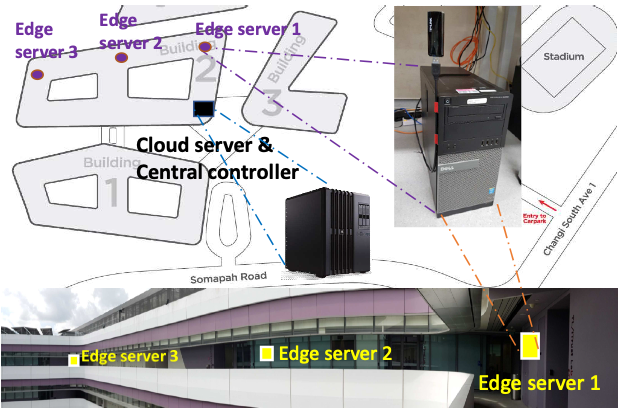 Edge
server 3
Edge
server 2
Edge server 1
Building
2
Building
3
Stadium
Cloud server &
Central controller
Building
1
DELL
Entry to
Carpark
Changi South Ave 1
Somapah Road
Edge server 3
Edge server 2
Edge server 1